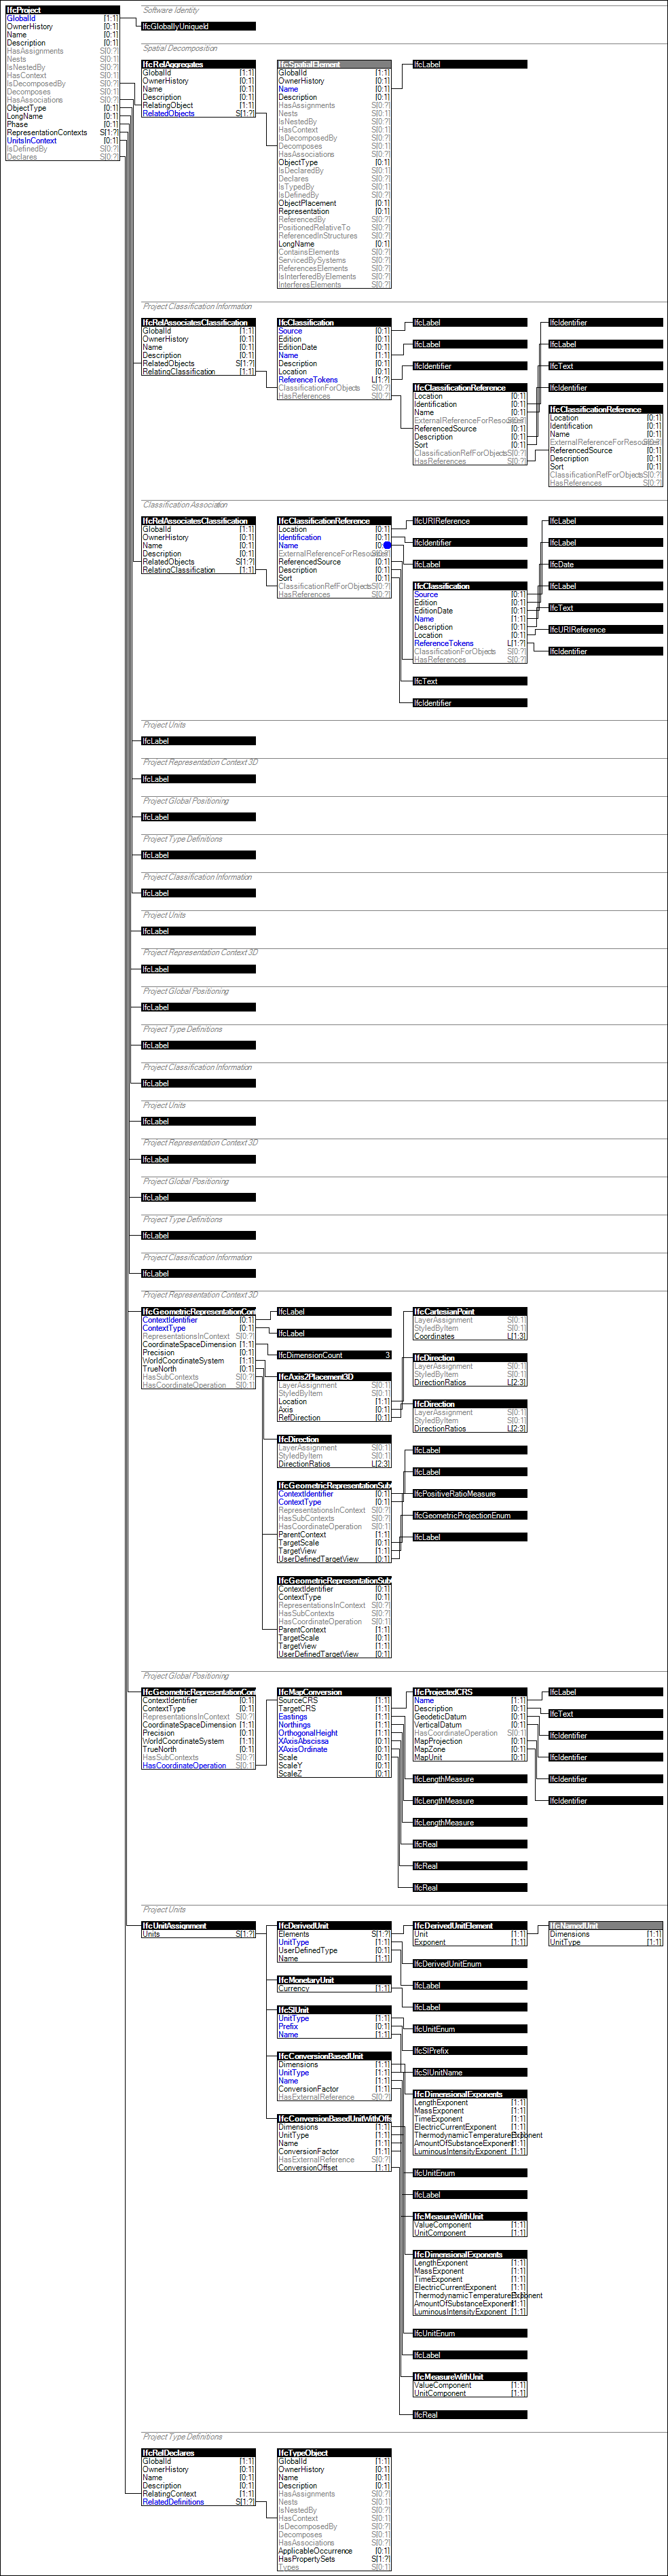 Software Identity
IfcProject
GlobalId [1:1]
OwnerHistory [0:1]
Name [0:1]
Description [0:1]
HasAssignments S[0:?]
Nests S[0:1]
IsNestedBy S[0:?]
HasContext S[0:1]
IsDecomposedBy S[0:?]
Decomposes S[0:1]
HasAssociations S[0:?]
ObjectType [0:1]
LongName [0:1]
Phase [0:1]
RepresentationContexts S[1:?]
UnitsInContext [0:1]
IsDefinedBy S[0:?]
Declares S[0:?]
IfcGloballyUniqueId
Spatial Decomposition
IfcRelAggregates
GlobalId [1:1]
OwnerHistory [0:1]
Name [0:1]
Description [0:1]
RelatingObject [1:1]
RelatedObjects S[1:?]
IfcSpatialElement
GlobalId [1:1]
OwnerHistory [0:1]
Name [0:1]
Description [0:1]
HasAssignments S[0:?]
Nests S[0:1]
IsNestedBy S[0:?]
HasContext S[0:1]
IsDecomposedBy S[0:?]
Decomposes S[0:1]
HasAssociations S[0:?]
ObjectType [0:1]
IsDeclaredBy S[0:1]
Declares S[0:?]
IsTypedBy S[0:1]
IsDefinedBy S[0:?]
ObjectPlacement [0:1]
Representation [0:1]
ReferencedBy S[0:?]
PositionedRelativeTo S[0:?]
ReferencedInStructures S[0:?]
LongName [0:1]
ContainsElements S[0:?]
ServicedBySystems S[0:?]
ReferencesElements S[0:?]
IsInterferedByElements S[0:?]
InterferesElements S[0:?]
IfcLabel
Project Classification Information
IfcRelAssociatesClassification
GlobalId [1:1]
OwnerHistory [0:1]
Name [0:1]
Description [0:1]
RelatedObjects S[1:?]
RelatingClassification [1:1]
IfcClassification
Source [0:1]
Edition [0:1]
EditionDate [0:1]
Name [1:1]
Description [0:1]
Location [0:1]
ReferenceTokens L[1:?]
ClassificationForObjects S[0:?]
HasReferences S[0:?]
IfcLabel
IfcLabel
IfcIdentifier
IfcClassificationReference
Location [0:1]
Identification [0:1]
Name [0:1]
ExternalReferenceForResources S[0:?]
ReferencedSource [0:1]
Description [0:1]
Sort [0:1]
ClassificationRefForObjects S[0:?]
HasReferences S[0:?]
IfcIdentifier
IfcLabel
IfcText
IfcIdentifier
IfcClassificationReference
Location [0:1]
Identification [0:1]
Name [0:1]
ExternalReferenceForResources S[0:?]
ReferencedSource [0:1]
Description [0:1]
Sort [0:1]
ClassificationRefForObjects S[0:?]
HasReferences S[0:?]
Classification Association
IfcRelAssociatesClassification
GlobalId [1:1]
OwnerHistory [0:1]
Name [0:1]
Description [0:1]
RelatedObjects S[1:?]
RelatingClassification [1:1]
IfcClassificationReference
Location [0:1]
Identification [0:1]
Name
ExternalReferenceForResources S[0:?]
ReferencedSource [0:1]
Description [0:1]
Sort [0:1]
ClassificationRefForObjects S[0:?]
HasReferences S[0:?]
IfcURIReference
IfcIdentifier
IfcLabel
IfcClassification
Source [0:1]
Edition [0:1]
EditionDate [0:1]
Name [1:1]
Description [0:1]
Location [0:1]
ReferenceTokens L[1:?]
ClassificationForObjects S[0:?]
HasReferences S[0:?]
IfcText
IfcIdentifier
IfcLabel
IfcLabel
IfcDate
IfcLabel
IfcText
IfcURIReference
IfcIdentifier
Project Units
IfcLabel
Project Representation Context 3D
IfcLabel
Project Global Positioning
IfcLabel
Project Type Definitions
IfcLabel
Project Classification Information
IfcLabel
Project Units
IfcLabel
Project Representation Context 3D
IfcLabel
Project Global Positioning
IfcLabel
Project Type Definitions
IfcLabel
Project Classification Information
IfcLabel
Project Units
IfcLabel
Project Representation Context 3D
IfcLabel
Project Global Positioning
IfcLabel
Project Type Definitions
IfcLabel
Project Classification Information
IfcLabel
Project Representation Context 3D
IfcGeometricRepresentationCon
ContextIdentifier [0:1]
ContextType [0:1]
RepresentationsInContext S[0:?]
CoordinateSpaceDimension [1:1]
Precision [0:1]
WorldCoordinateSystem [1:1]
TrueNorth [0:1]
HasSubContexts S[0:?]
HasCoordinateOperation S[0:1]
IfcLabel
IfcLabel
IfcDimensionCount 3
IfcAxis2Placement3D
LayerAssignment S[0:1]
StyledByItem S[0:1]
Location [1:1]
Axis [0:1]
RefDirection [0:1]
IfcDirection
LayerAssignment S[0:1]
StyledByItem S[0:1]
DirectionRatios L[2:3]
IfcGeometricRepresentationSub
ContextIdentifier [0:1]
ContextType [0:1]
RepresentationsInContext S[0:?]
HasSubContexts S[0:?]
HasCoordinateOperation S[0:1]
ParentContext [1:1]
TargetScale [0:1]
TargetView [1:1]
UserDefinedTargetView [0:1]
IfcGeometricRepresentationSub
ContextIdentifier [0:1]
ContextType [0:1]
RepresentationsInContext S[0:?]
HasSubContexts S[0:?]
HasCoordinateOperation S[0:1]
ParentContext [1:1]
TargetScale [0:1]
TargetView [1:1]
UserDefinedTargetView [0:1]
IfcCartesianPoint
LayerAssignment S[0:1]
StyledByItem S[0:1]
Coordinates L[1:3]
IfcDirection
LayerAssignment S[0:1]
StyledByItem S[0:1]
DirectionRatios L[2:3]
IfcDirection
LayerAssignment S[0:1]
StyledByItem S[0:1]
DirectionRatios L[2:3]
IfcLabel
IfcLabel
IfcPositiveRatioMeasure
IfcGeometricProjectionEnum
IfcLabel
Project Global Positioning
IfcGeometricRepresentationCon
ContextIdentifier [0:1]
ContextType [0:1]
RepresentationsInContext S[0:?]
CoordinateSpaceDimension [1:1]
Precision [0:1]
WorldCoordinateSystem [1:1]
TrueNorth [0:1]
HasSubContexts S[0:?]
HasCoordinateOperation S[0:1]
IfcMapConversion
SourceCRS [1:1]
TargetCRS [1:1]
Eastings [1:1]
Northings [1:1]
OrthogonalHeight [1:1]
XAxisAbscissa [0:1]
XAxisOrdinate [0:1]
Scale [0:1]
ScaleY [0:1]
ScaleZ [0:1]
IfcProjectedCRS
Name [1:1]
Description [0:1]
GeodeticDatum [0:1]
VerticalDatum [0:1]
HasCoordinateOperation S[0:1]
MapProjection [0:1]
MapZone [0:1]
MapUnit [0:1]
IfcLengthMeasure
IfcLengthMeasure
IfcLengthMeasure
IfcReal
IfcReal
IfcReal
IfcLabel
IfcText
IfcIdentifier
IfcIdentifier
IfcIdentifier
IfcIdentifier
Project Units
IfcUnitAssignment
Units S[1:?]
IfcDerivedUnit
Elements S[1:?]
UnitType [1:1]
UserDefinedType [0:1]
Name [1:1]
IfcMonetaryUnit
Currency [1:1]
IfcSIUnit
UnitType [1:1]
Prefix [0:1]
Name [1:1]
IfcConversionBasedUnit
Dimensions [1:1]
UnitType [1:1]
Name [1:1]
ConversionFactor [1:1]
HasExternalReference S[0:?]
IfcConversionBasedUnitWithOffs
Dimensions [1:1]
UnitType [1:1]
Name [1:1]
ConversionFactor [1:1]
HasExternalReference S[0:?]
ConversionOffset [1:1]
IfcDerivedUnitElement
Unit [1:1]
Exponent [1:1]
IfcNamedUnit
Dimensions [1:1]
UnitType [1:1]
IfcDerivedUnitEnum
IfcLabel
IfcLabel
IfcUnitEnum
IfcSIPrefix
IfcSIUnitName
IfcDimensionalExponents
LengthExponent [1:1]
MassExponent [1:1]
TimeExponent [1:1]
ElectricCurrentExponent [1:1]
ThermodynamicTemperatureExponent
AmountOfSubstanceExponent [1:1]
LuminousIntensityExponent [1:1]
IfcUnitEnum
IfcLabel
IfcMeasureWithUnit
ValueComponent [1:1]
UnitComponent [1:1]
IfcDimensionalExponents
LengthExponent [1:1]
MassExponent [1:1]
TimeExponent [1:1]
ElectricCurrentExponent [1:1]
ThermodynamicTemperatureExponent
AmountOfSubstanceExponent [1:1]
LuminousIntensityExponent [1:1]
IfcUnitEnum
IfcLabel
IfcMeasureWithUnit
ValueComponent [1:1]
UnitComponent [1:1]
IfcReal
Project Type Definitions
IfcRelDeclares
GlobalId [1:1]
OwnerHistory [0:1]
Name [0:1]
Description [0:1]
RelatingContext [1:1]
RelatedDefinitions S[1:?]
IfcTypeObject
GlobalId [1:1]
OwnerHistory [0:1]
Name [0:1]
Description [0:1]
HasAssignments S[0:?]
Nests S[0:1]
IsNestedBy S[0:?]
HasContext S[0:1]
IsDecomposedBy S[0:?]
Decomposes S[0:1]
HasAssociations S[0:?]
ApplicableOccurrence [0:1]
HasPropertySets S[1:?]
Types S[0:1]